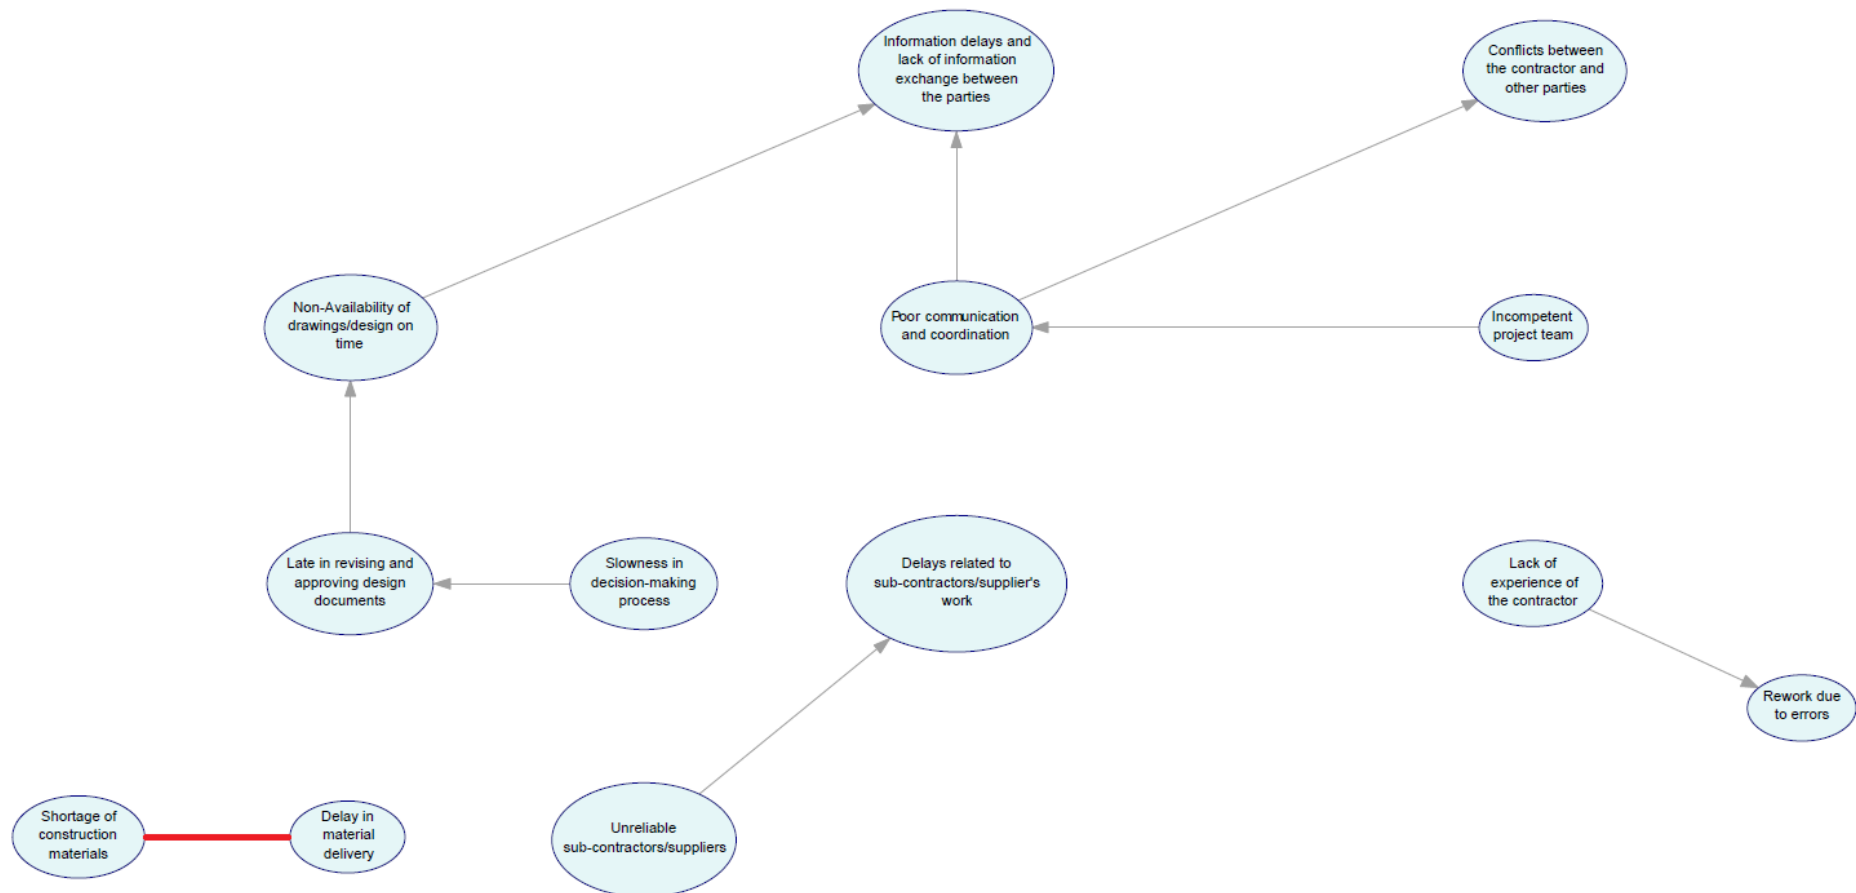 Information delays and
lack of information
exchange between
the parties
Conflicts between
the contractor and
other parties
Non-Availability of
drawings/design on
time
Poor communication
and coordination
Incompetent
project team
Late in revising and
approving design
documents
Slowness in
decision-making
process
Delays related to
sub-contractors/supplier's
work
Lack of
experience of
the contractor
Rework due
to errors
Shortage of
construction
materials
Delay in
material
delivery
Unreliable
sub-contractors/suppliers